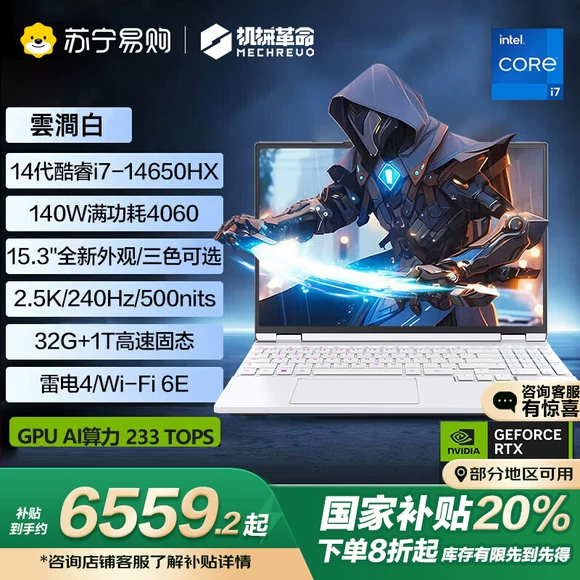 苏宁易购
机械革命
MECHREVO
intel
CORE
i7
雲澗白
14代酷睿i7-14650HX
140W满功耗4060
15.3"全新外观/三色可选
2.5K/240Hz/500nits
32G+1T高速固态
雷电4/Wi-Fi 6E
GPU AI算力 233 TOPS
咨询客服
有惊喜
NVIDIA
GEFORCE
RTX
部分地区可用
补贴
到手约
6559.2起
*咨询店铺客服了解补贴详情
国家补贴20%
下单8折起 库存有限先到先得